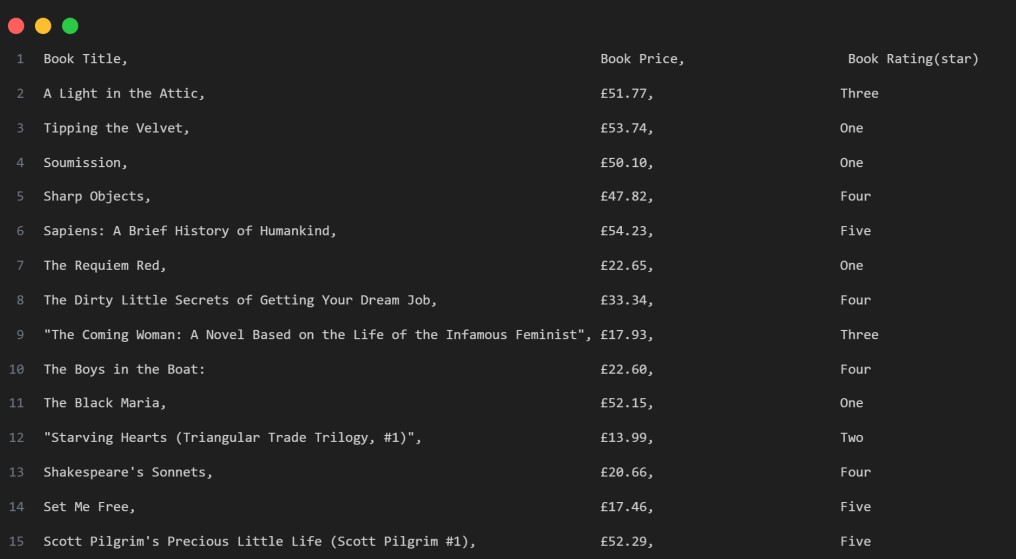 1 Book Title, Book Price, Book Rating(star)
2 A Light in the Attic, £51.77, Three
3 Tipping the Velvet, £53.74, One
4 Soumission, £50.10, One
5 Sharp Objects, £47.82, Four
6 Sapiens: A Brief History of Humankind, £54.23, Five
7 The Requiem Red, £22.65, One
8 The Dirty Little Secrets of Getting Your Dream Job, £33.34, Four
9 "The Coming Woman: A Novel Based on the Life of the Infamous Feminist", £17.93, Three
10 The Boys in the Boat: £22.60, Four
11 The Black Maria, £52.15, One
12 "Starving Hearts (Triangular Trade Trilogy, #1)", £13.99, Two
13 Shakespeare's Sonnets, £20.66, Four
14 Set Me Free, £17.46, Five
15 Scott Pilgrim's Precious Little Life (Scott Pilgrim #1), £52.29, Five